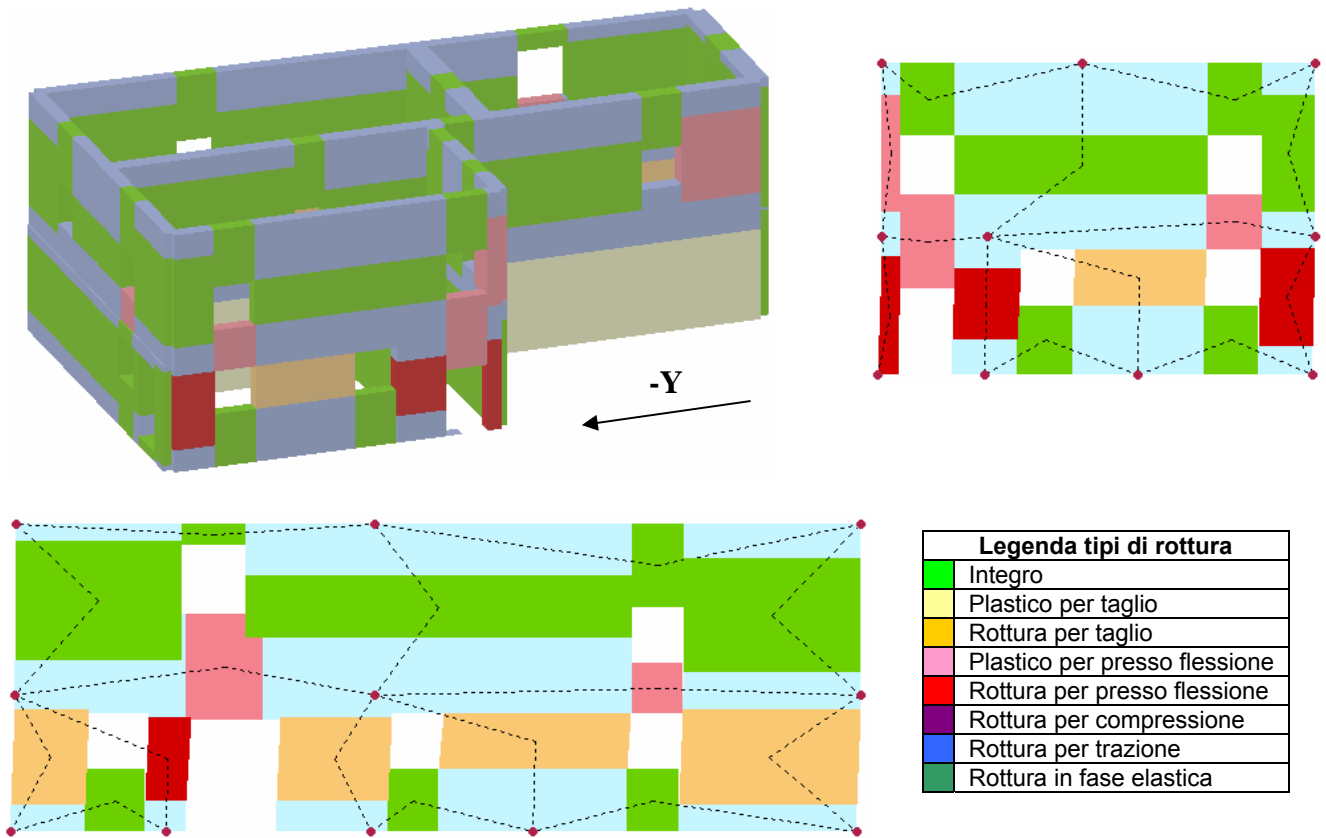 -Y
Legenda tipi di rottura
Integro
Plastico per taglio
Rottura per taglio
Plastico per presso flessione
Rottura per presso flessione
Rottura per compressione
Rottura per trazione
Rottura in fase elastica